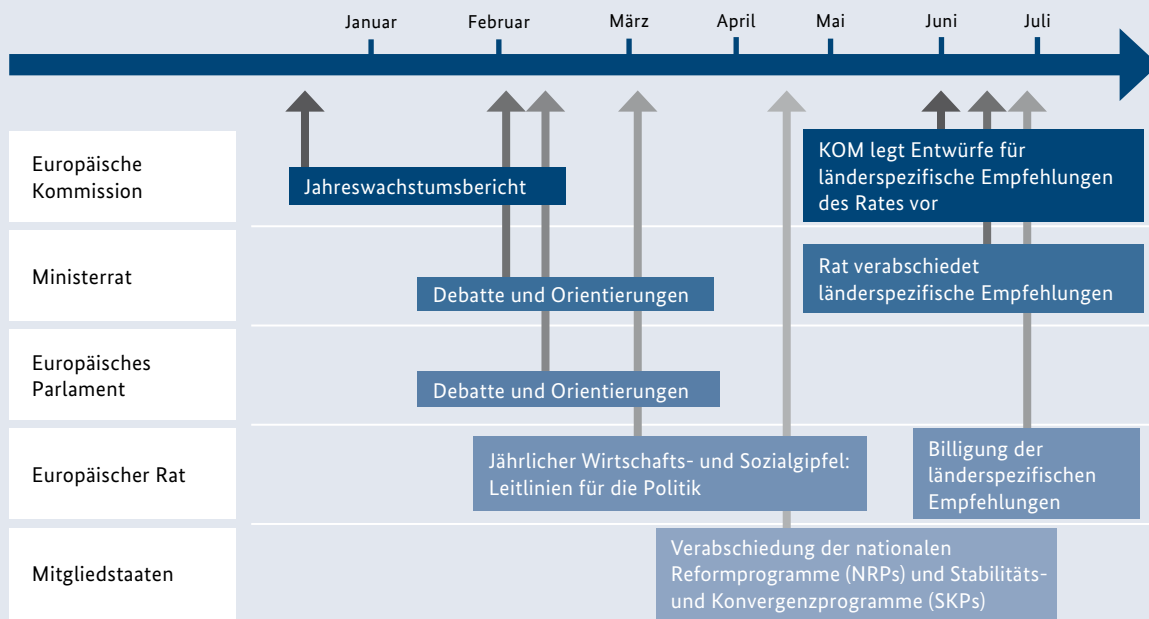 Januar
Februar
März
April
Mai
Juni
Juli
Europäische
Kommission
Jahreswachstumsbericht
KOM legt Entwürfe für
länderspezifische Empfehlungen
des Rates vor
Ministerrat
Debatte und Orientierungen
Rat verabschiedet
länderspezifische Empfehlungen
Europäisches
Parlament
Debatte und Orientierungen
Europäischer Rat
Jährlicher Wirtschafts- und Sozialgipfel:
Leitlinien für die Politik
Billigung der
länderspezifischen
Empfehlungen
Mitgliedstaaten
Verabschiedung der nationalen
Reformprogramme (NRPs) und Stabilitäts-
und Konvergenzprogramme (SKPs)